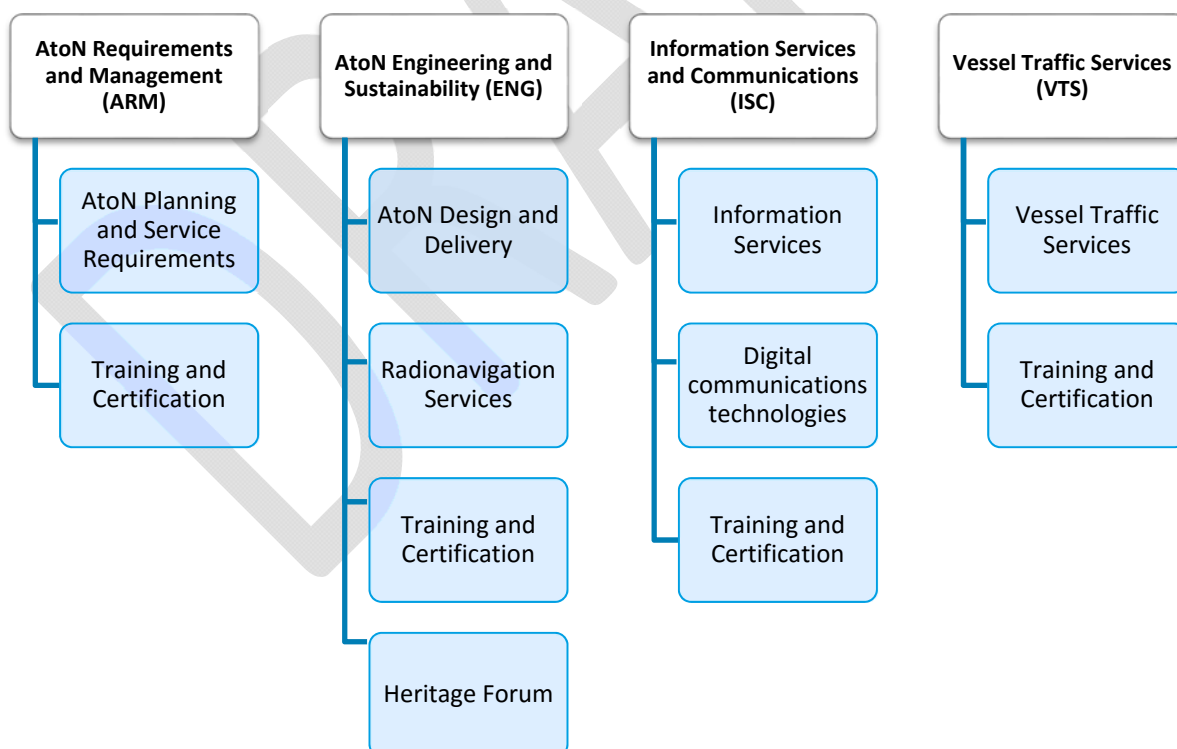 AtoN Requirements
and Management
(ARM)
AtoN Planning
and Service
Requirements
Training and
Certification
AtoN Engineering and
Sustainability (ENG)
AtoN Design and
Delivery
Radionavigation
Services
Training and
Certification
Heritage Forum
Information Services
and Communications
(ISC)
Information
Services
Digital
communications
technologies
Training and
Certification
Vessel Traffic Services
(VTS)
Vessel Traffic
Services
Training and
Certification